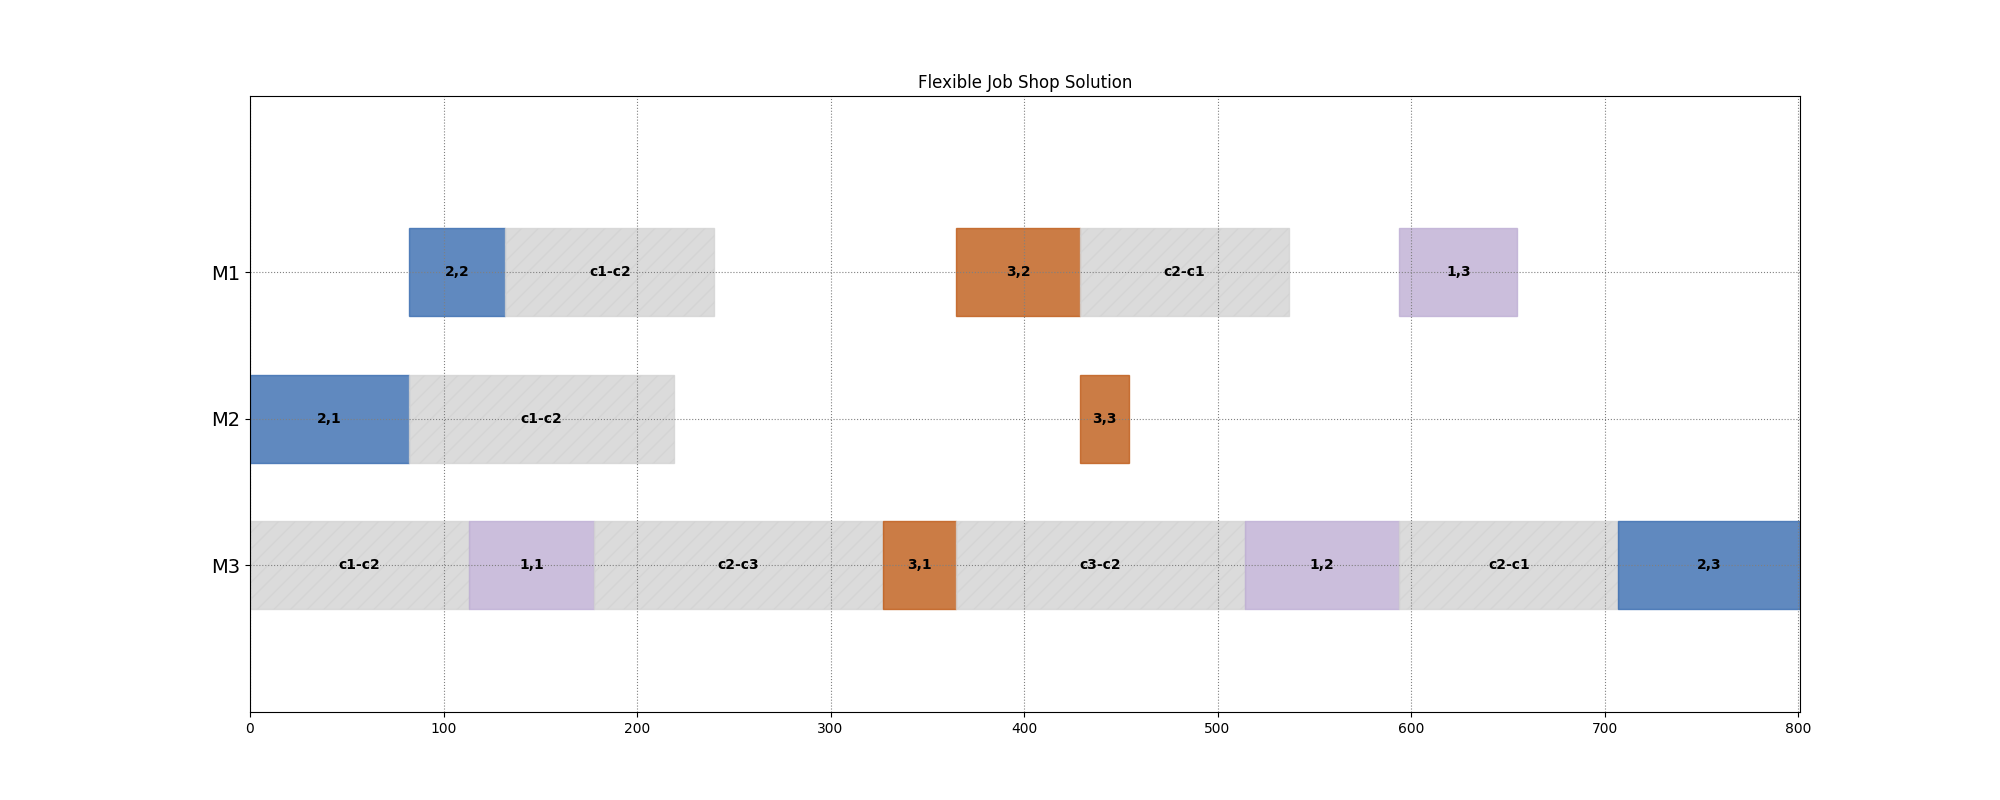 Flexible Job Shop Solution
M1
2,2 c1-c2 3,2 c2-c1 1,3
M2
2,1 c1-c2 3,3
M3
c1-c2 1,1 c2-c3 3,1 c3-c2 1,2 c2-c1 2,3
0 100 200 300 400 500 600 700 800